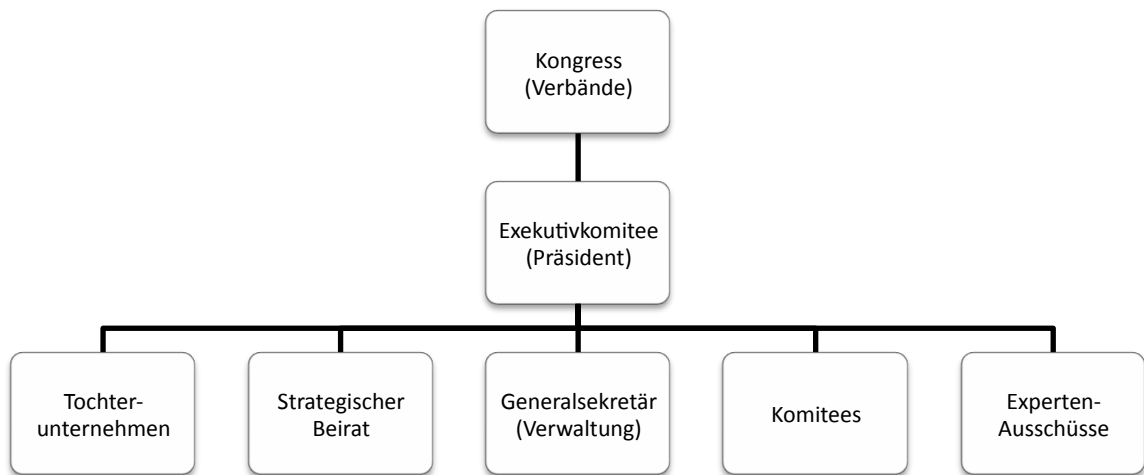 Kongress
(Verbände)
Exekutivkomitee
(Präsident)
Tochter-
unternehmen
Strategischer
Beirat
Generalsekretär
(Verwaltung)
Komitees
Experten-
Ausschüsse